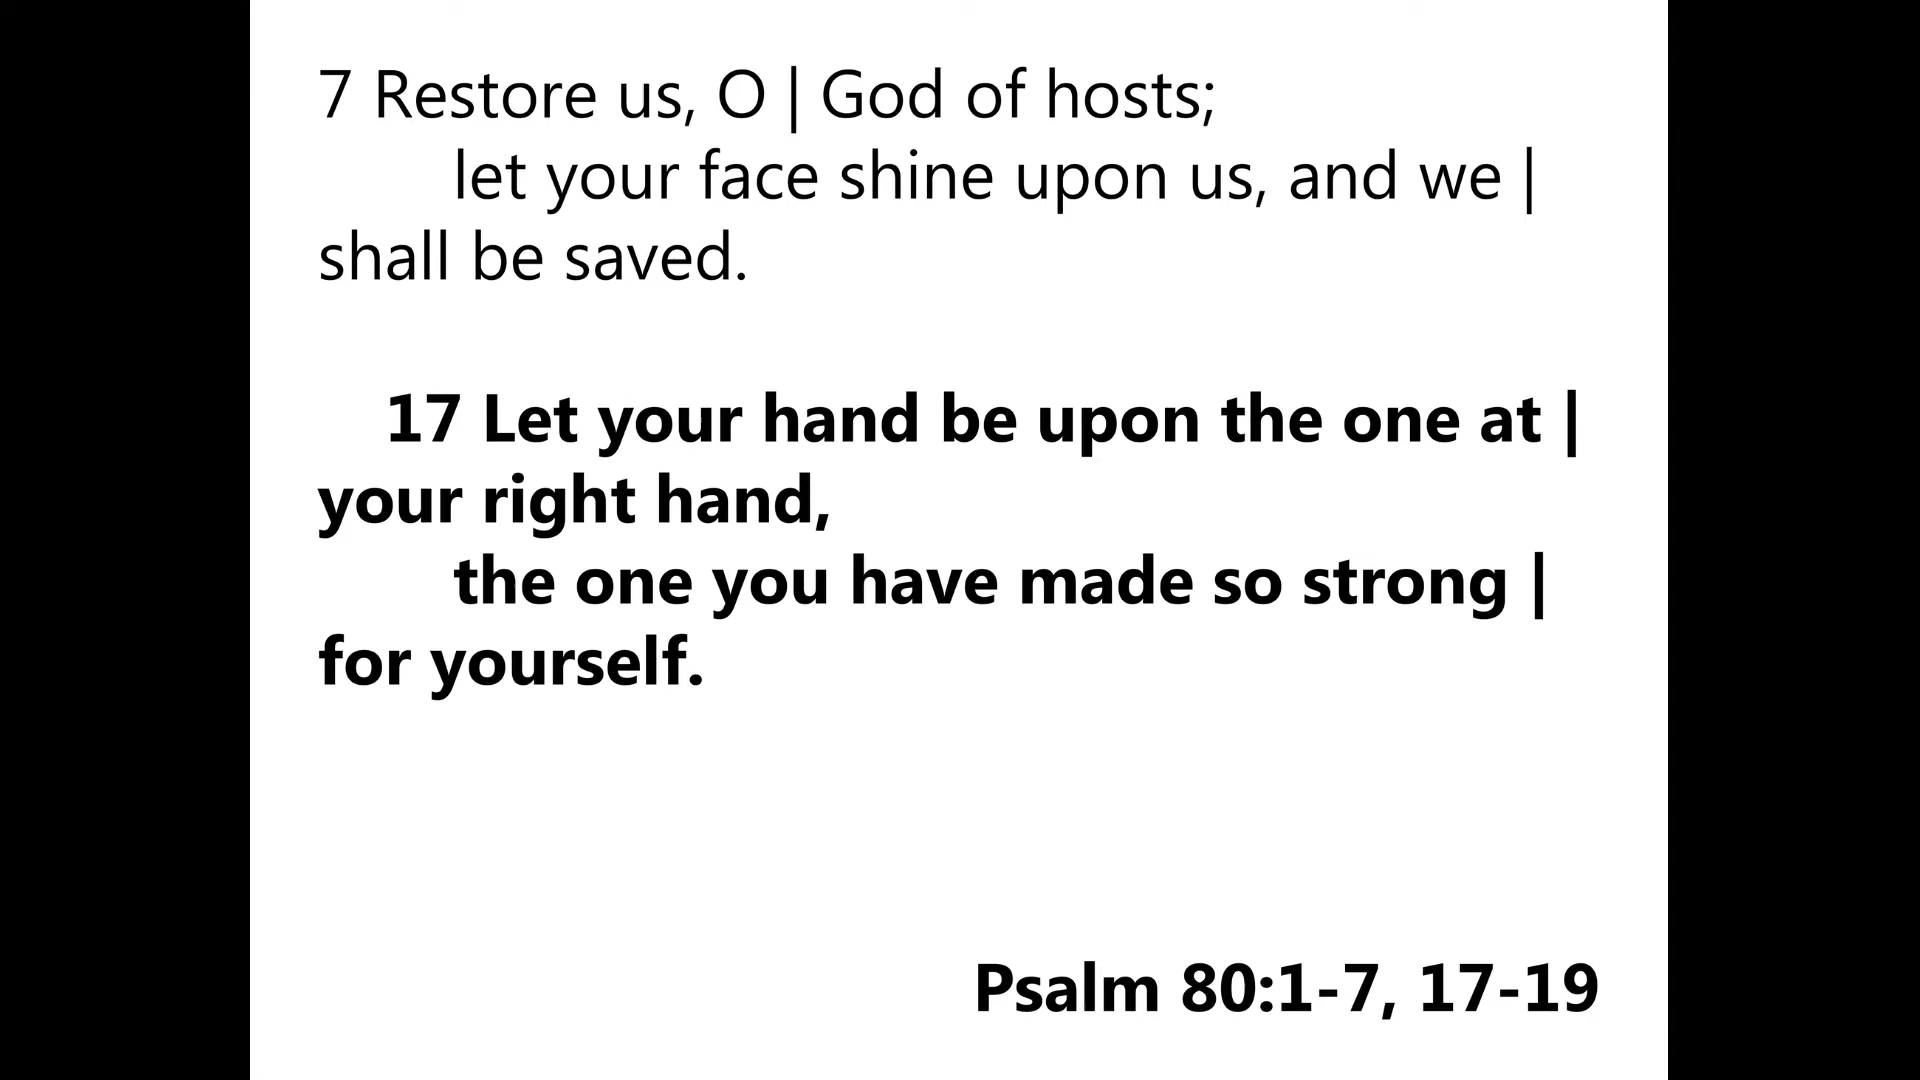 7 Restore us, O | God of hosts;
let your face shine upon us, and we |
shall be saved.
17 Let your hand be upon the one at |
your right hand,
the one you have made so strong |
for yourself.
Psalm 80:1-7, 17-19